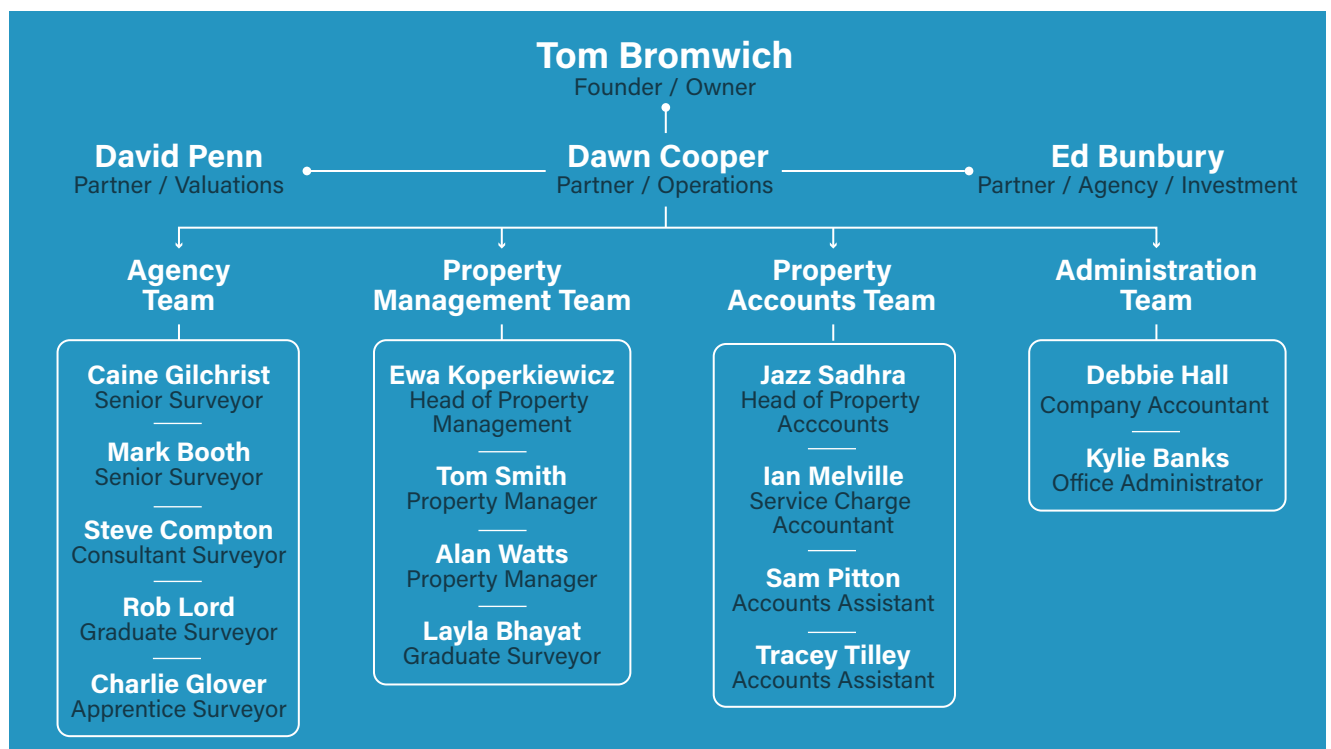 Tom Bromwich
Founder / Owner
David Penn
Partner / Valuations
Dawn Cooper
Partner / Operations
Ed Bunbury
Partner / Agency / Investment
Agency
Team
Caine Gilchrist
Senior Surveyor
Mark Booth
Senior Surveyor
Steve Compton
Consultant Surveyor
Rob Lord
Graduate Surveyor
Charlie Glover
Apprentice Surveyor
Property
Management Team
Ewa Koperkiewicz
Head of Property
Management
Tom Smith
Property Manager
Alan Watts
Property Manager
Layla Bhayat
Graduate Surveyor
Property
Accounts Team
Jazz Sadhra
Head of Property
Acccounts
Ian Melville
Service Charge
Accountant
Sam Pitton
Accounts Assistant
Tracey Tilley
Accounts Assistant
Administration
Team
Debbie Hall
Company Accountant
Kylie Banks
Office Administrator